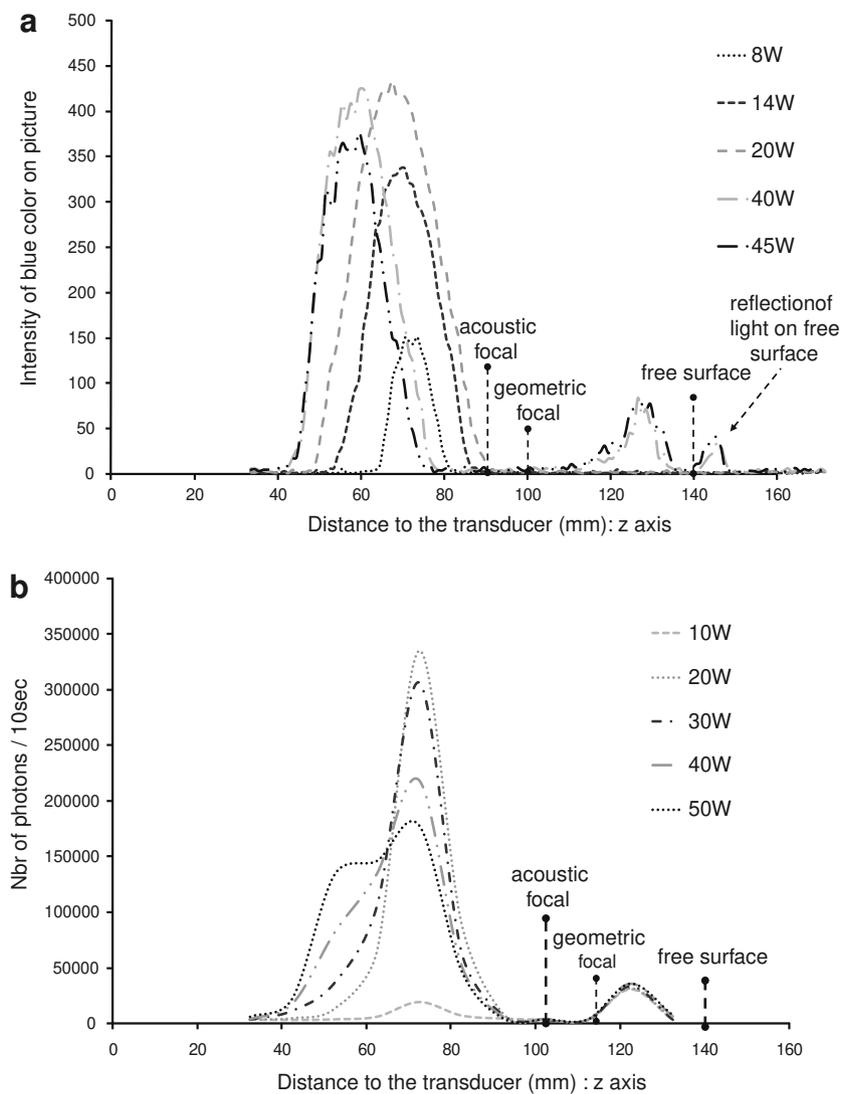 a
500
450
400
350
300
250
200
150
100
50
0
Intensity of blue color on picture
8W
14W
20W
40W
45W
acoustic
focal
geometric
focal
free surface
reflectionof
light on free
surface
0 20 40 60 80 100 120 140 160
Distance to the transducer (mm): z axis
b
400000
350000
300000
250000
200000
150000
100000
50000
0
Nbr of photons / 10sec
10W
20W
30W
40W
50W
acoustic
focal
geometric
focal
free surface
0 20 40 60 80 100 120 140 160
Distance to the transducer (mm) : z axis